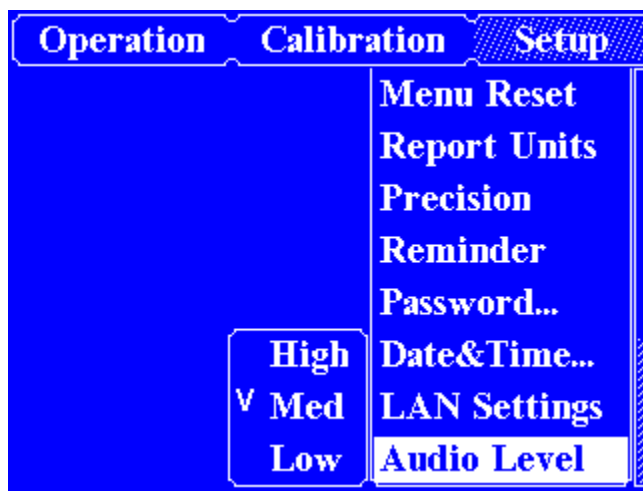 Operation Calibration Setup
Menu Reset
Report Units
Precision
Reminder
Password...
High Date&Time...
V Med LAN Settings
Low Audio Level